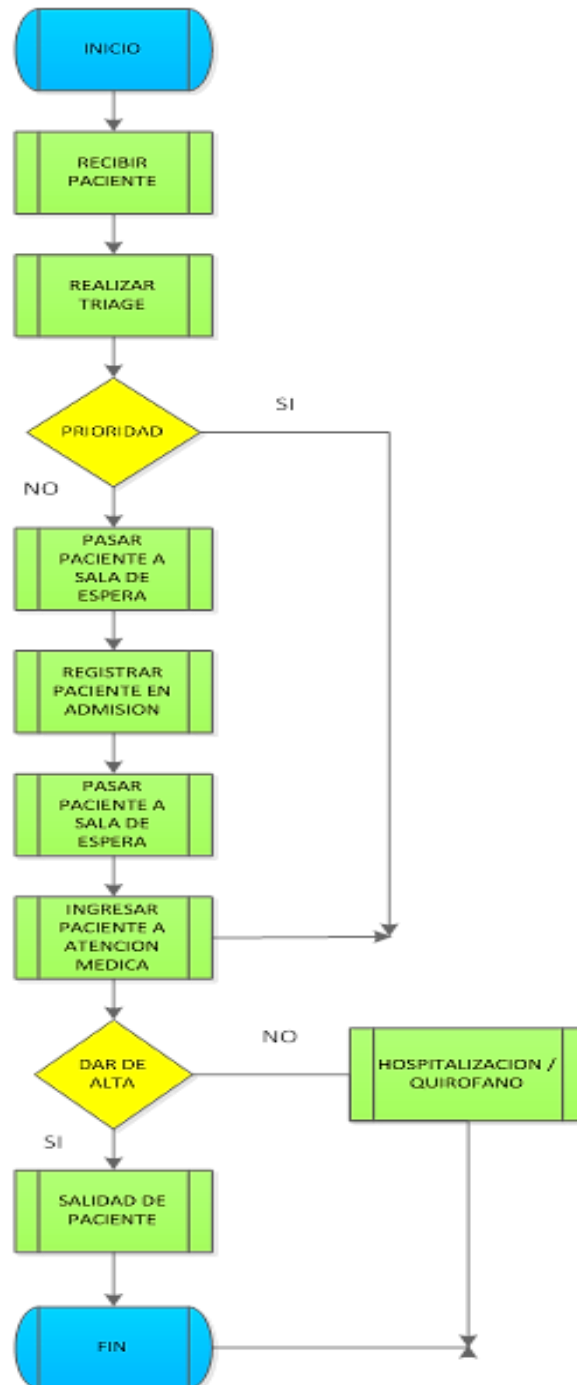 INICIO
RECIBIR
PACIENTE
REALIZAR
TRIAGE
SI
PRIORIDAD
NO
PASAR
PACIENTE A
SALA DE
ESPERA
REGISTRAR
PACIENTE EN
ADMISION
PASAR
PACIENTE A
SALA DE
ESPERA
INGRESAR
PACIENTE A
ATENCION
MEDICA
NO
DAR DE
ALTA
HOSPITALIZACION /
QUIROFANO
SI
SALIDAD DE
PACIENTE
FIN